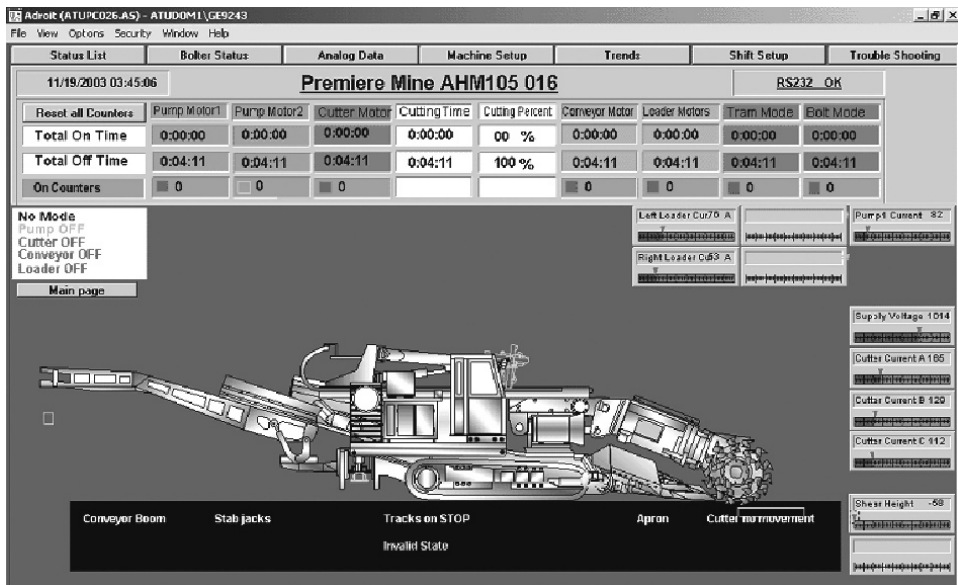 Adroit (ATUPC026.AS) - ATUDOM1\GE9243
File View Options Security Window Help
Status List Bolter Status Analog Data Machine Setup Trends Shift Setup Trouble Shooting
11/19/2003 03:45:06 Premiere Mine AHM105 016 RS232 OK
Reset all Counters Pump Motor1 Pump Motor2 Cutter Motor Cutting Time Cutting Percent Conveyor Motor Loader Motors Tram Mode Bolt Mode
Total On Time 0:00:00 0:00:00 0:00:00 0:00:00 00 % 0:00:00 0:00:00 0:00:00 0:00:00
Total Off Time 0:04:11 0:04:11 0:04:11 0:04:11 100 % 0:04:11 0:04:11 0:04:11 0:04:11
On Counters 0 0 0 0 0 0 0
No Mode
Pump OFF
Cutter OFF
Conveyor OFF
Loader OFF
Main page
Left Loader Cur70 A
Pump1 Current 82
Right Loader Cu53 A
Supply Voltage 1014
Cutter Current A 165
Cutter Current B 129
Cutter Current C 112
Shear Height -58
Conveyor Boom Stab jacks Tracks on STOP Apron Cutter no movement
Invalid State